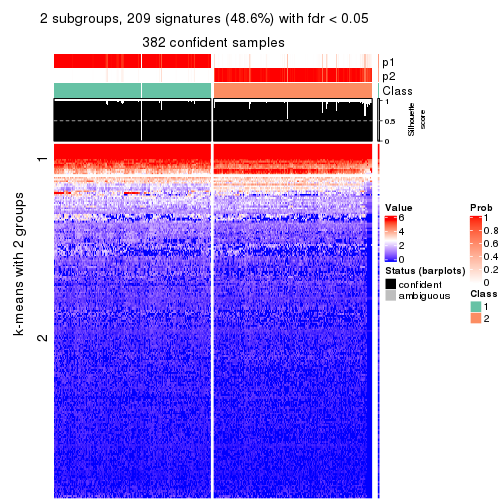 2 subgroups, 209 signatures (48.6%) with fdr < 0.05
382 confident samples
p1
p2
Class
1
0.5
0
Silhouette
score
k-means with 2 groups
1
2
Value
6
4
2
0
Status (barplots)
confident
ambiguous
Prob
1
0.8
0.6
0.4
0.2
0
Class
1
2